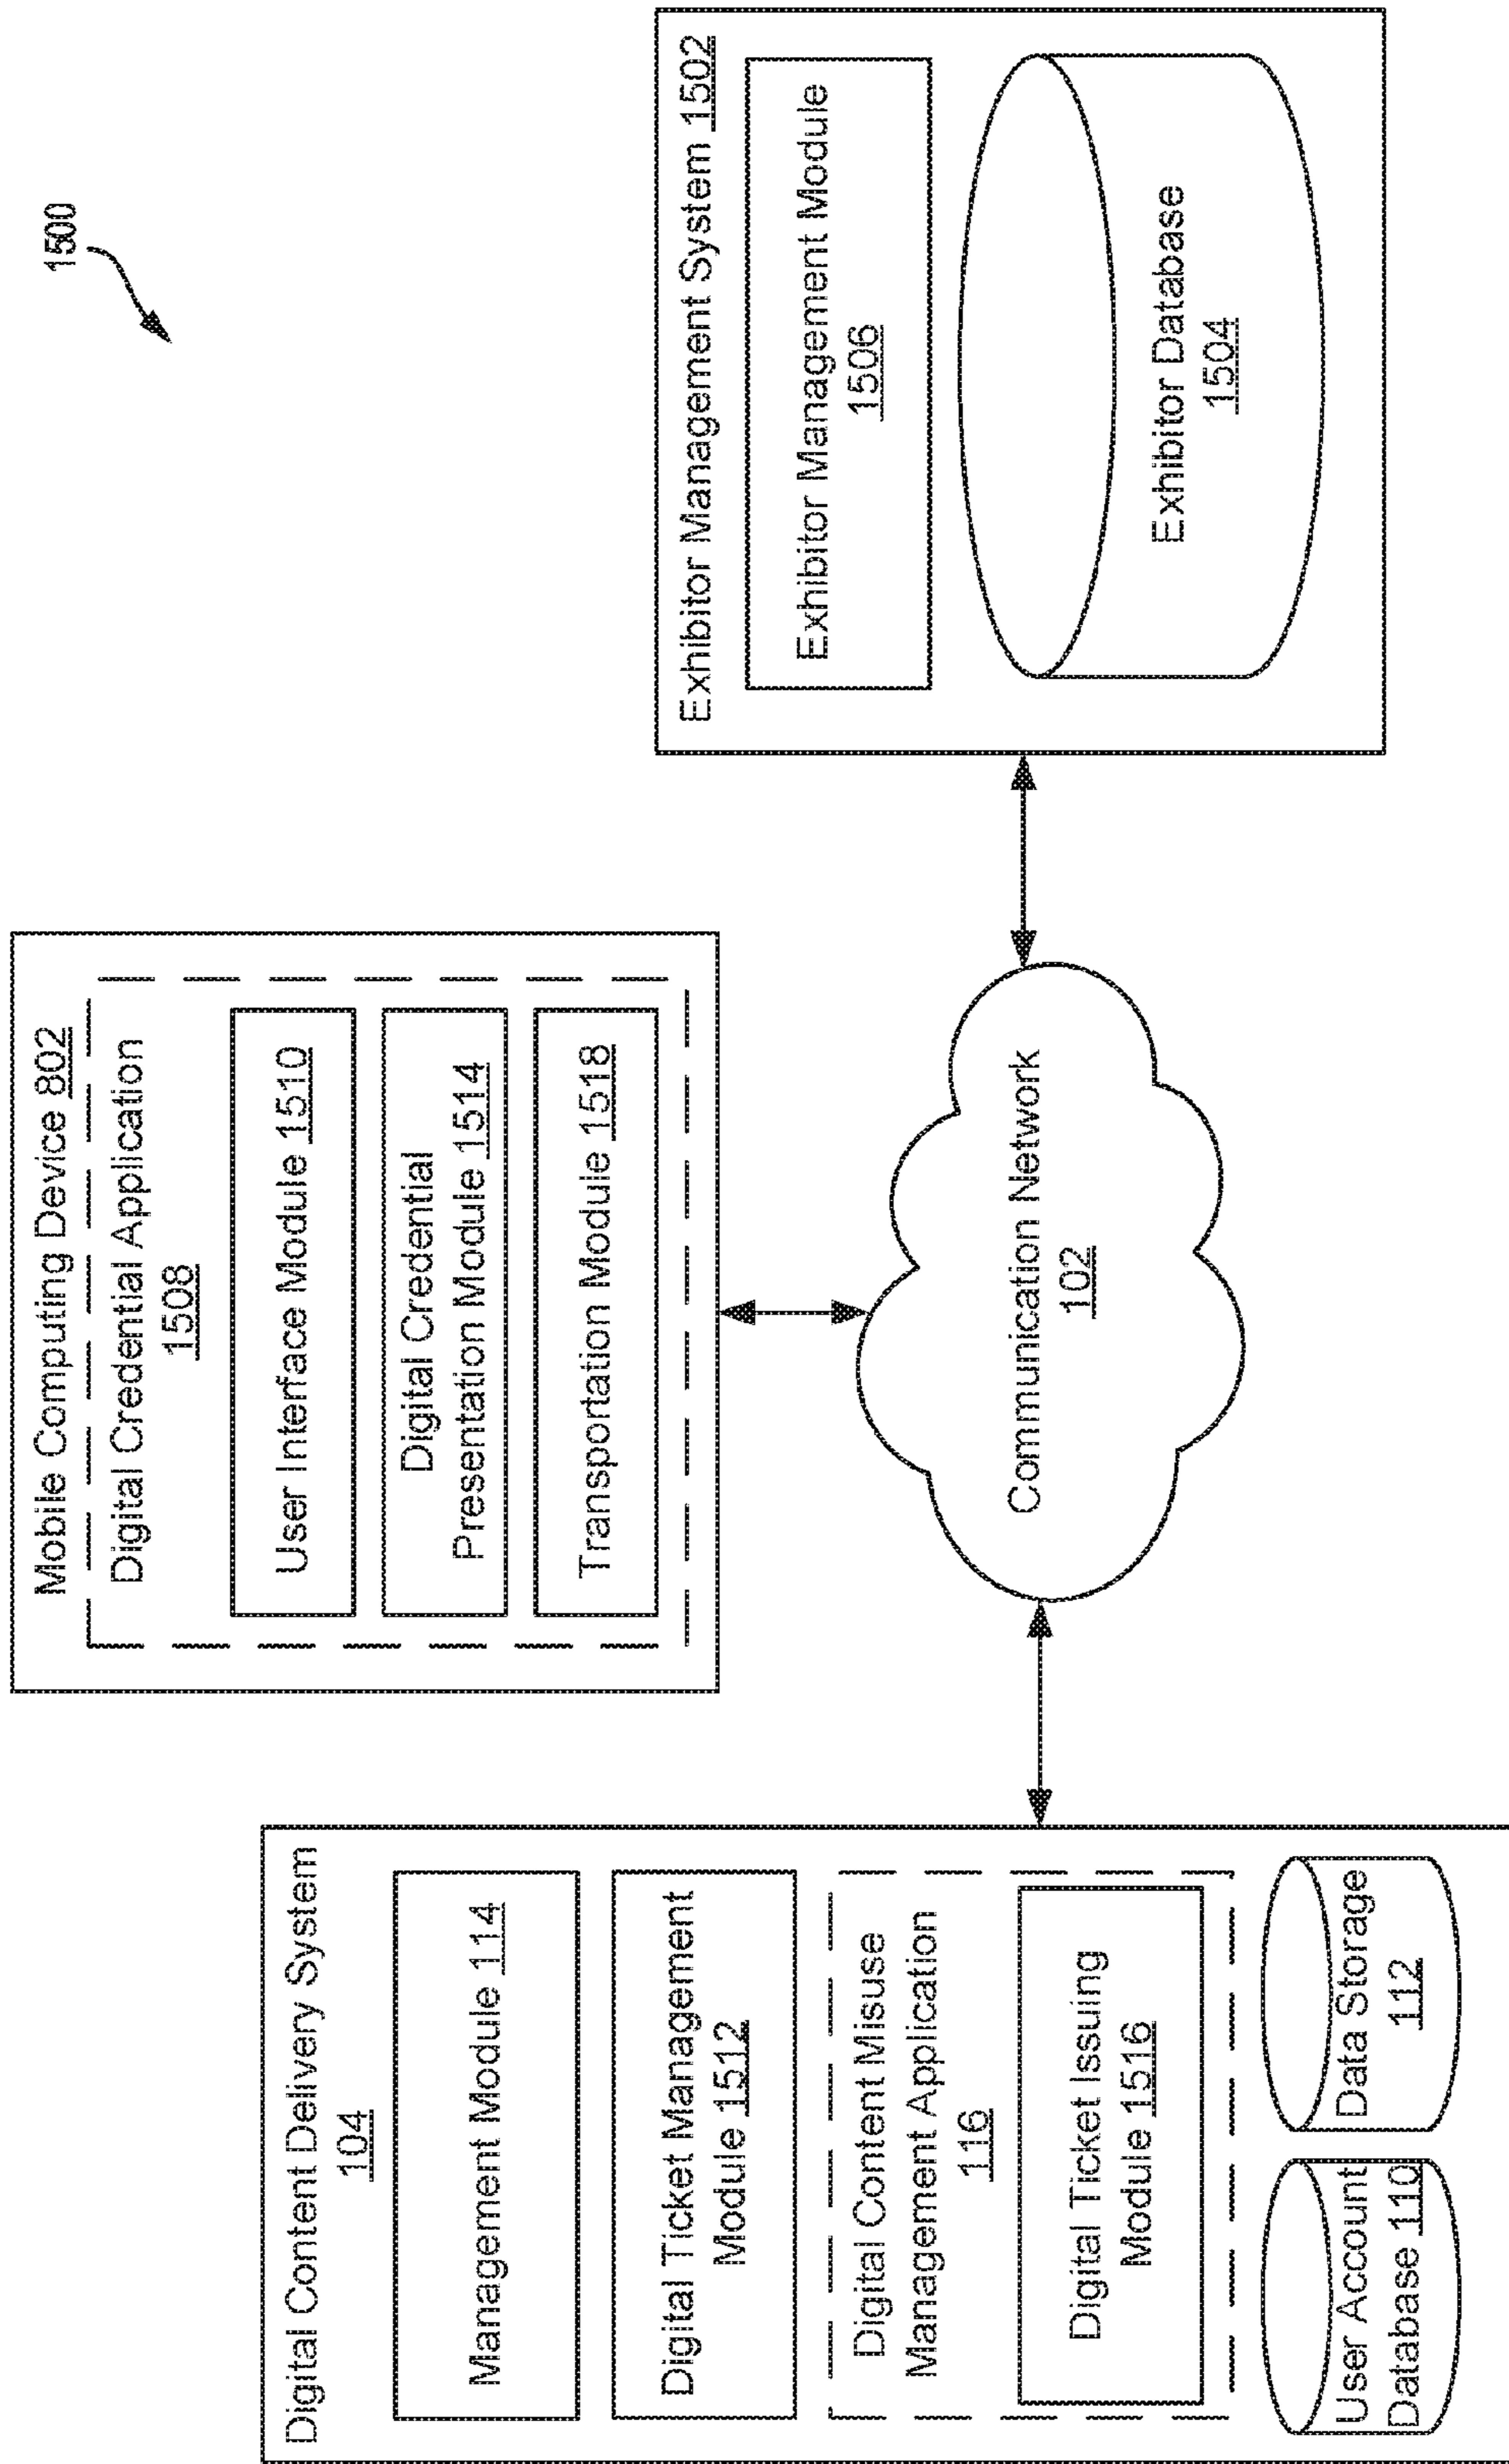 1500
Mobile Computing Device 802
Digital Credential Application
1508
User Interface Module 1510
Digital Credential
Presentation Module 1514
Transportation Module 1518
Digital Content Delivery System
104
Management Module 114
Digital Ticket Management
Module 1512
Digital Content Misuse
Management Application
116
Digital Ticket Issuing
Module 1516
User Account
Database 110
Data Storage
112
Communication Network
102
Exhibitor Management System 1502
Exhibitor Management Module
1506
Exhibitor Database
1504